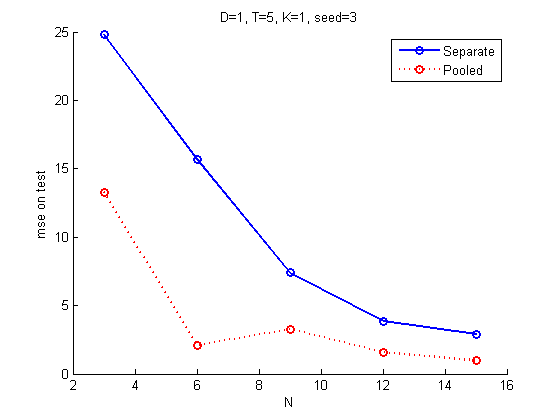 D=1, T=5, K=1, seed=3
Separate
Pooled
mse on test
25
20
15
10
5
0
2 4 6 8 10 12 14 16
N